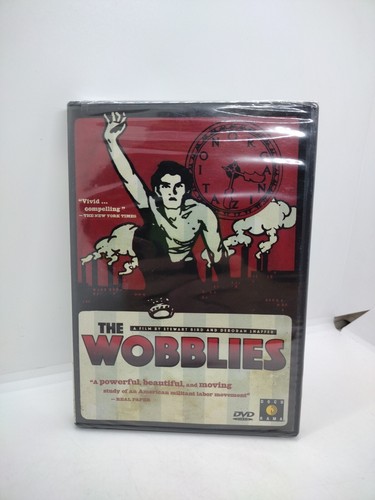 "Vivid ...
compelling"
—THE NEW YORK TIMES
ORGANIZATION
A FILM BY STEWART BIRD AND DEBORAH SHAFFER
THE
WOBBLIES
"A powerful, beautiful, and moving
study of an American militant labor movement"
—REAL PAPER
DVD